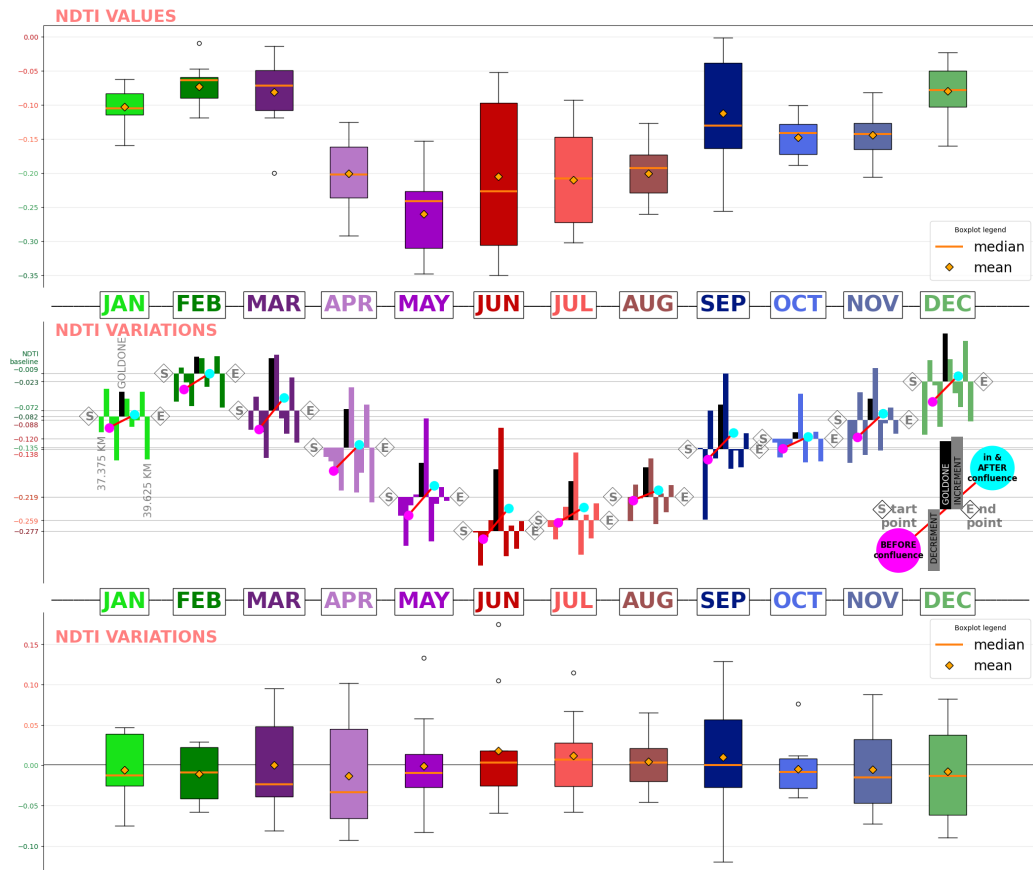 NDTI VALUES
0.00
−0.05
−0.10
−0.15
−0.20
−0.25
−0.30
−0.35
Boxplot legend
median
mean
JAN FEB MAR APR MAY JUN JUL AUG SEP OCT NOV DEC
NDTI VARIATIONS
NDTI
baseline
−0.009
−0.023
−0.072
−0.082
−0.088
−0.120
−0.135
−0.138
−0.219
−0.259
−0.277
S E S E S E S E S E S E S E S E S E S E S E S E
GOLDONE
37.375 KM
39.625 KM
in &
AFTER
confluence
GOLDONE
INCREMENT
DECREMENT
Start
point
End
point
BEFORE
confluence
JAN FEB MAR APR MAY JUN JUL AUG SEP OCT NOV DEC
NDTI VARIATIONS
0.15
0.10
0.05
0.00
−0.05
−0.10
Boxplot legend
median
mean